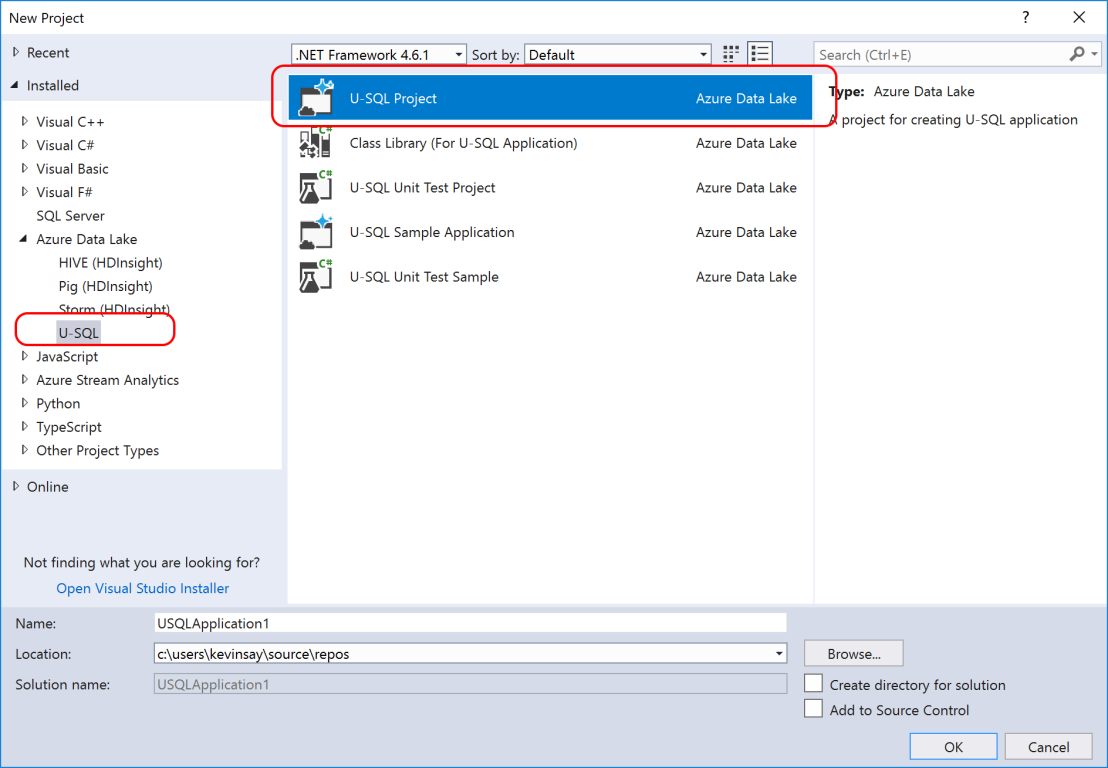 New Project
?
Recent
.NET Framework 4.6.1
Sort by:
Default
Search (Ctrl+E)
Installed
Visual C++
Visual C#
Visual Basic
Visual F#
SQL Server
Azure Data Lake
HIVE (HDInsight)
Pig (HDInsight)
Storm (HDInsight)
U-SQL
JavaScript
Azure Stream Analytics
Python
TypeScript
Other Project Types
Online
Not finding what you are looking for?
Open Visual Studio Installer
U-SQL Project Azure Data Lake
C# Class Library (For U-SQL Application) Azure Data Lake
C# U-SQL Unit Test Project Azure Data Lake
U-SQL Sample Application Azure Data Lake
C# U-SQL Unit Test Sample Azure Data Lake
Type: Azure Data Lake
A project for creating U-SQL application
Name: USQLApplication1
Location: c:\users\kevinsay\source\repos
Browse...
Solution name: USQLApplication1
Create directory for solution
Add to Source Control
OK
Cancel